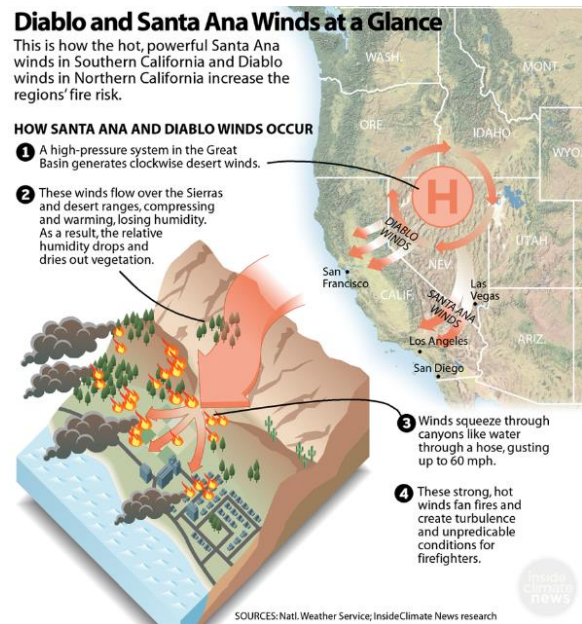 Diablo and Santa Ana Winds at a Glance
This is how the hot, powerful Santa Ana
winds in Southern California and Diablo
winds in Northern California increase the
regions' fire risk.
HOW SANTA ANA AND DIABLO WINDS OCCUR
1 A high-pressure system in the Great
Basin generates clockwise desert winds.
2 These winds flow over the Sierras
and desert ranges, compressing
and warming, losing humidity.
As a result, the relative
humidity drops and
dries out vegetation.
WASH.
MONT.
ORE.
IDAHO
WYO.
H
DIABLO
WINDS
UTAH
NEV.
San
Francisco
CALIF.
SANTA ANA
WINDS
Las
Vegas
ARIZ.
Los Angeles
San Diego
3 Winds squeeze through
canyons like water
through a hose, gusting
up to 60 mph.
4 These strong, hot
winds fan fires and
create turbulence
and unpredicable
conditions for
firefighters.
inside
climate
news
SOURCES: Natl. Weather Service; InsideClimate News research